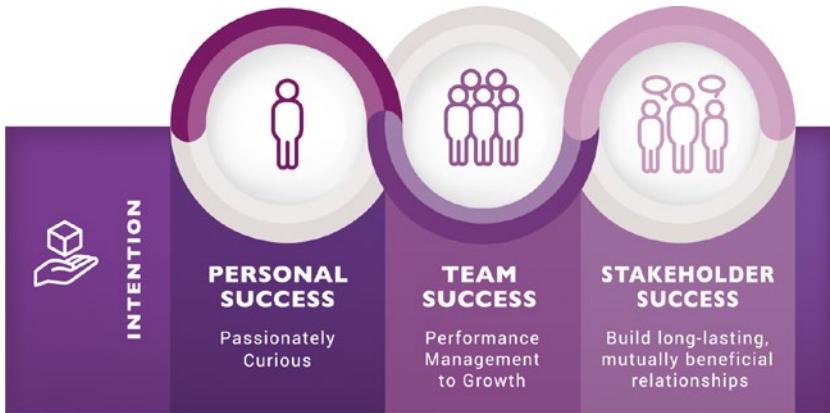 INTENTION
PERSONAL
SUCCESS
Passionately
Curious
TEAM
SUCCESS
Performance
Management
to Growth
STAKEHOLDER
SUCCESS
Build long-lasting,
mutually beneficial
relationships